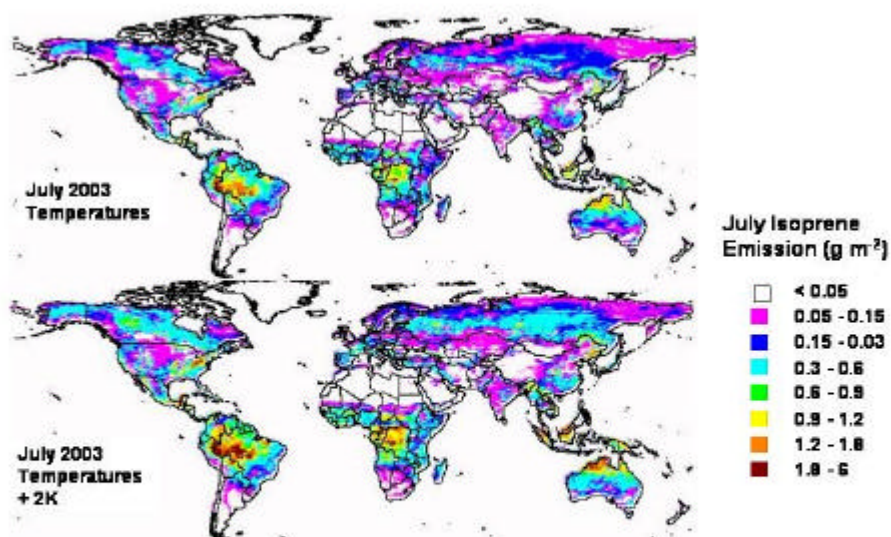 July 2003
Temperatures
July 2003
Temperatures
+ 2K
July Isoprene
Emission (g m⁻²)
< 0.05
0.05 - 0.15
0.15 - 0.03
0.3 - 0.6
0.6 - 0.9
0.9 - 1.2
1.2 - 1.8
1.8 - 6